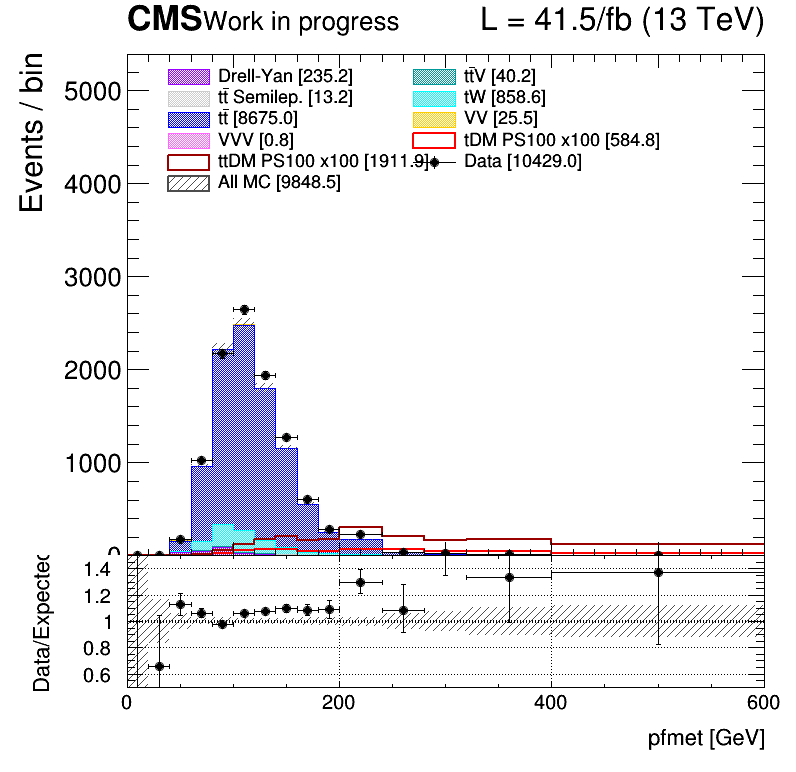 CMS Work in progress L = 41.5/fb (13 TeV)
Events / bin
5000
4000
3000
2000
1000
0
Drell-Yan [235.2] tt̄V [40.2]
tt̄ Semilep. [13.2] tW [858.6]
tt̄ [8675.0] VV [25.5]
VVV [0.8] tDM PS100 x100 [584.8]
ttDM PS100 x100 [1911.9] Data [10429.0]
All MC [9848.5]
Data/Expected
1.4
1.2
1
0.8
0.6
0 200 400 600
pfmet [GeV]